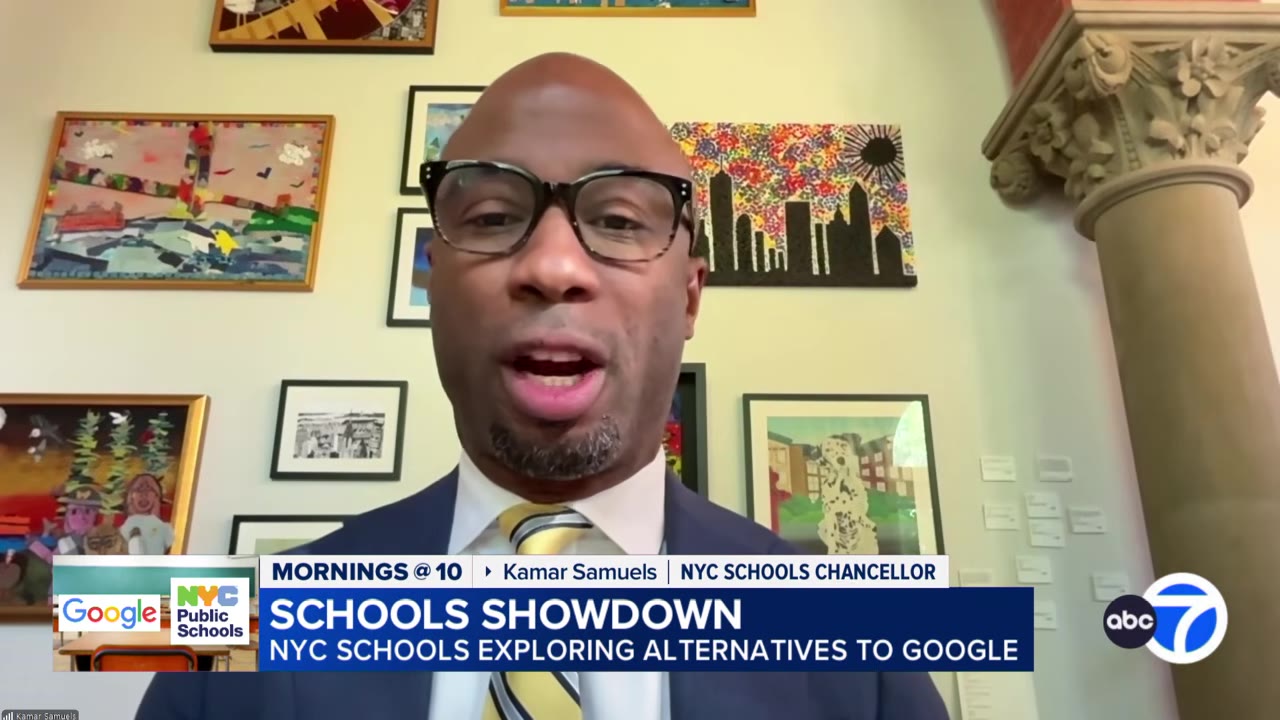 MORNINGS @ 10
Kamar Samuels
NYC SCHOOLS CHANCELLOR
Google
NYC
Public
Schools
SCHOOLS SHOWDOWN
NYC SCHOOLS EXPLORING ALTERNATIVES TO GOOGLE
abc
7
Kamar Samuels